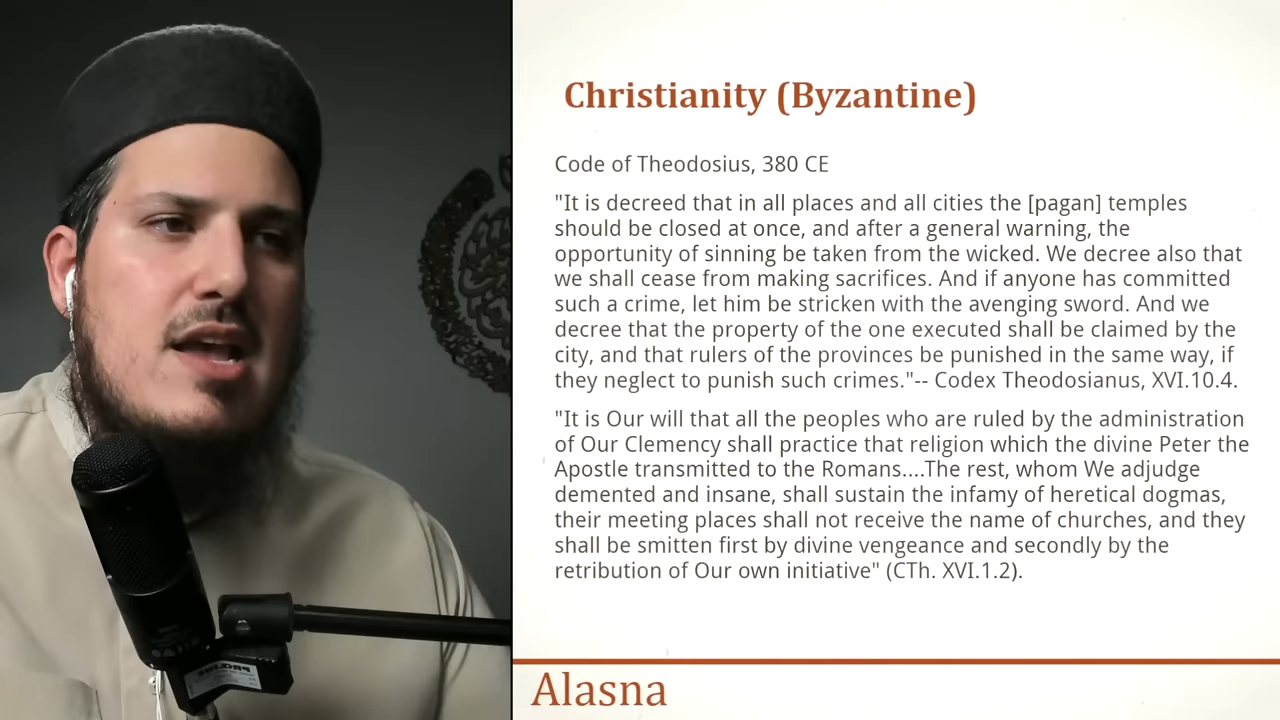 Christianity (Byzantine)
Code of Theodosius, 380 CE
"It is decreed that in all places and all cities the [pagan] temples
should be closed at once, and after a general warning, the
opportunity of sinning be taken from the wicked. We decree also that
we shall cease from making sacrifices. And if anyone has committed
such a crime, let him be stricken with the avenging sword. And we
decree that the property of the one executed shall be claimed by the
city, and that rulers of the provinces be punished in the same way, if
they neglect to punish such crimes."-- Codex Theodosianus, XVI.10.4.
"It is Our will that all the peoples who are ruled by the administration
of Our Clemency shall practice that religion which the divine Peter the
Apostle transmitted to the Romans....The rest, whom We adjudge
demented and insane, shall sustain the infamy of heretical dogmas,
their meeting places shall not receive the name of churches, and they
shall be smitten first by divine vengeance and secondly by the
retribution of Our own initiative" (CTh. XVI.1.2).
Alasna